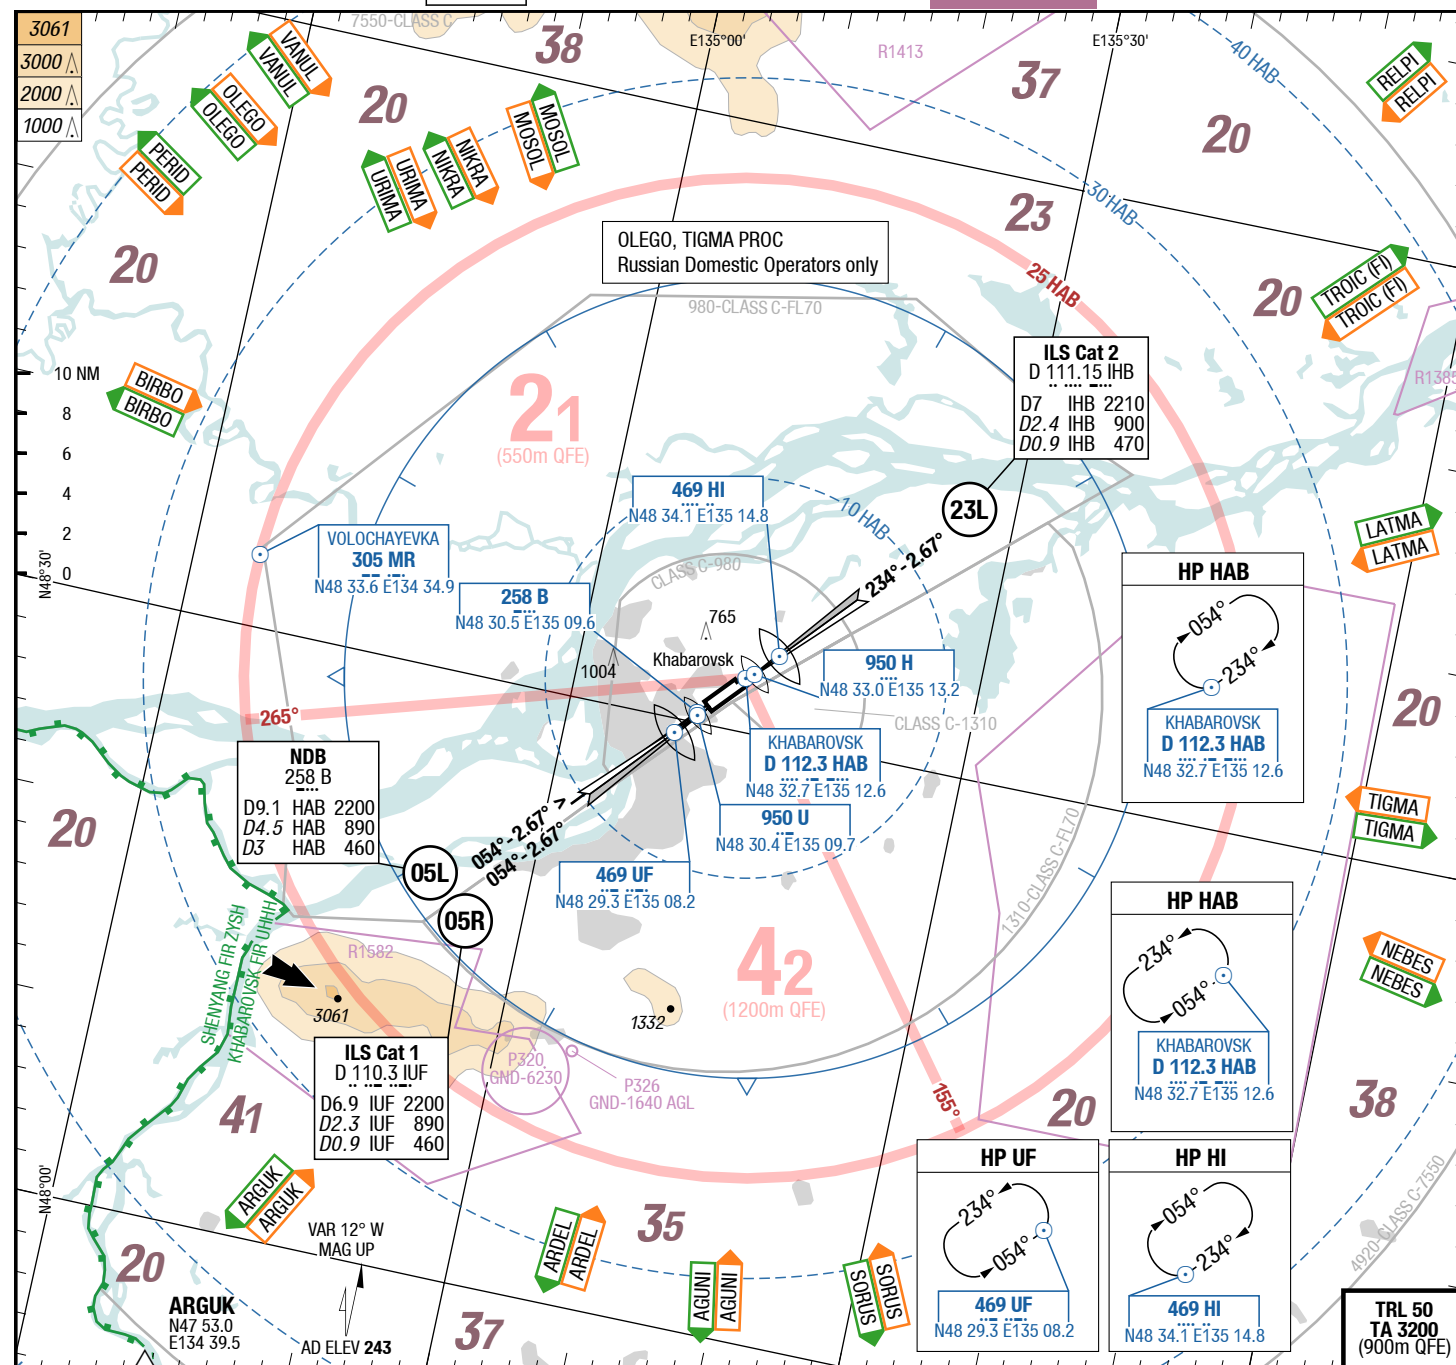 3061
3000
2000
1000
7550-CLASS C
38
E135°00'
R1413
37
E135°30'
40 HAB
VANUL
VANUL
OLEGO
OLEGO
PERID
PERID
20
URIMA
URIMA
NIKRA
NIKRA
MOSOL
MOSOL
RELPI
RELPI
20
30 HAB
23
20
OLEGO, TIGMA PROC
Russian Domestic Operators only
25 HAB
TROIC (FI)
TROIC (FI)
20
980-CLASS C-FL70
R1385
10 NM
8
6
4
2
0
N48°30'
BIRBO
BIRBO
21
(550m QFE)
ILS Cat 2
D 111.15 IHB
D7 IHB 2210
D2.4 IHB 900
D0.9 IHB 470
469 HI
N48 34.1 E135 14.8
10 HAB
23L
234°-2.67°
LATMA
LATMA
VOLOCHAYEVKA
305 MR
N48 33.6 E134 34.9
258 B
N48 30.5 E135 09.6
CLASS C-980
765
Khabarovsk
1004
950 H
N48 33.0 E135 13.2
CLASS C-1310
HP HAB
054°
234°
KHABAROVSK
D 112.3 HAB
N48 32.7 E135 12.6
20
265°
NDB
258 B
D9.1 HAB 2200
D4.5 HAB 890
D3 HAB 460
KHABAROVSK
D 112.3 HAB
N48 32.7 E135 12.6
950 U
N48 30.4 E135 09.7
TIGMA
TIGMA
20
054°-2.67° >
054°-2.67°
05L
05R
469 UF
N48 29.3 E135 08.2
1310-CLASS C-FL70
HP HAB
234°
054°
KHABAROVSK
D 112.3 HAB
N48 32.7 E135 12.6
NEBES
NEBES
SHENYANG FIR ZYSH
KHABAROVSK FIR UHHH
R1582
3061
42
(1200m QFE)
1332
ILS Cat 1
D 110.3 IUF
D6.9 IUF 2200
D2.3 IUF 890
D0.9 IUF 460
P320
GND-6230
P326
GND-1640 AGL
155°
20
38
41
N48°00'
ARGUK
ARGUK
VAR 12° W
MAG UP
ARDEL
ARDEL
35
AGUNI
AGUNI
SORUS
SORUS
HP UF
234°
054°
469 UF
N48 29.3 E135 08.2
HP HI
054°
234°
469 HI
N48 34.1 E135 14.8
4920-CLASS C-7550
20
ARGUK
N47 53.0
E134 39.5
AD ELEV 243
37
TRL 50
TA 3200
(900m QFE)